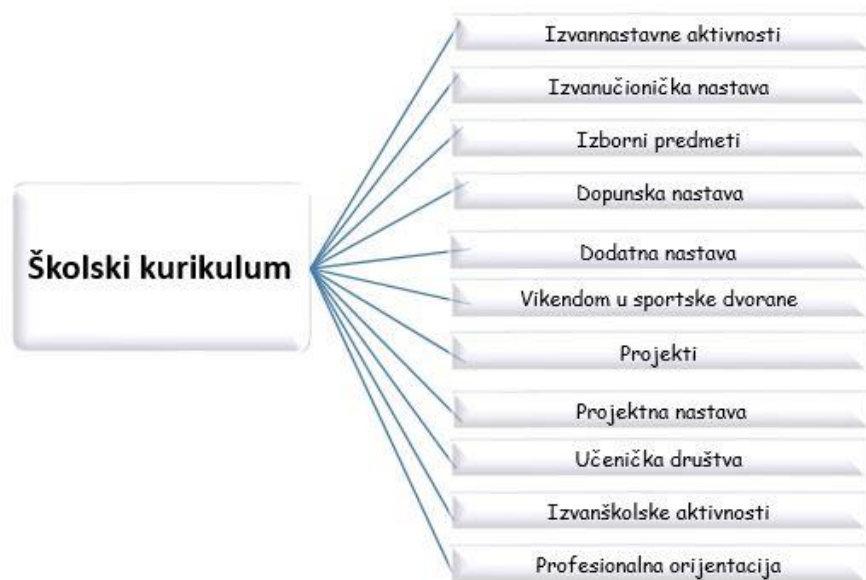 Školski kurikulum
Izvannastavne aktivnosti
Izvanučionička nastava
Izborni predmeti
Dopunska nastava
Dodatna nastava
Vikendom u sportske dvorane
Projekti
Projektna nastava
Učenička društva
Izvanškolske aktivnosti
Profesionalna orijentacija